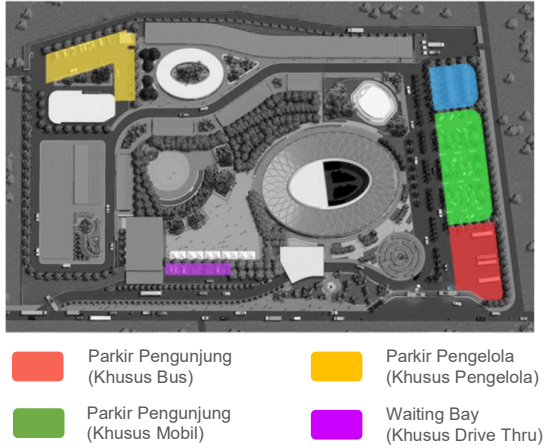 Parkir Pengunjung
(Khusus Bus)
Parkir Pengelola
(Khusus Pengelola)
Parkir Pengunjung
(Khusus Mobil)
Waiting Bay
(Khusus Drive Thru)